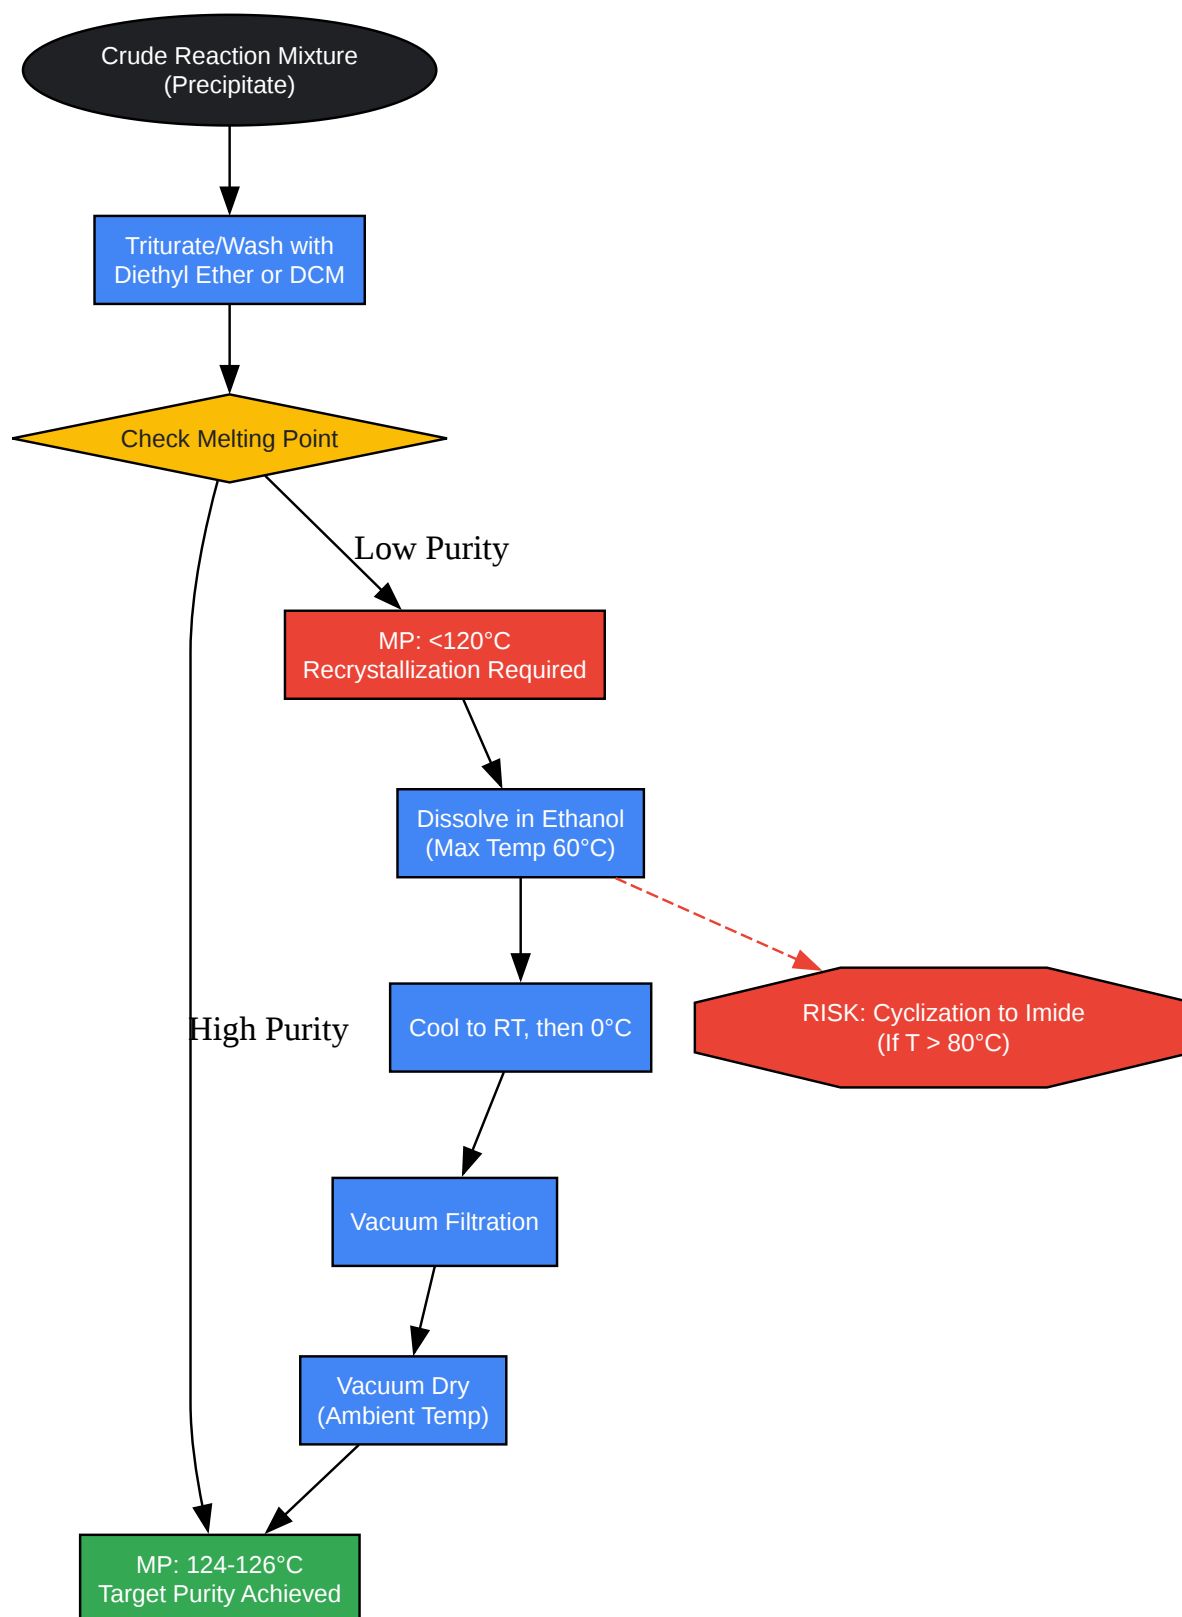 Crude Reaction Mixture
(Precipitate)
Triturate/Wash with
Diethyl Ether or DCM
Check Melting Point
Low Purity
MP: <120°C
Recrystallization Required
Dissolve in Ethanol
(Max Temp 60°C)
High Purity
Cool to RT, then 0°C
RISK: Cyclization to Imide
(If T > 80°C)
Vacuum Filtration
Vacuum Dry
(Ambient Temp)
MP: 124-126°C
Target Purity Achieved